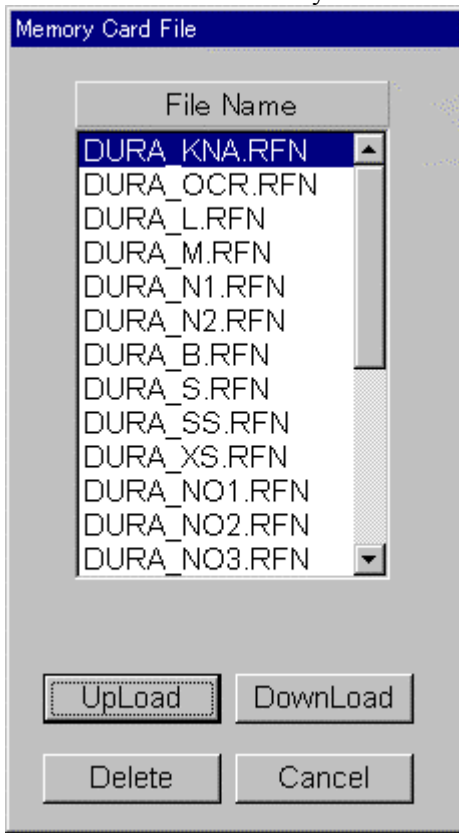 Memory Card File
File Name
DURA_KNA.RFN
DURA_OCR.RFN
DURA_L.RFN
DURA_M.RFN
DURA_N1.RFN
DURA_N2.RFN
DURA_B.RFN
DURA_S.RFN
DURA_SS.RFN
DURA_XS.RFN
DURA_NO1.RFN
DURA_NO2.RFN
DURA_NO3.RFN
UpLoad DownLoad
Delete Cancel